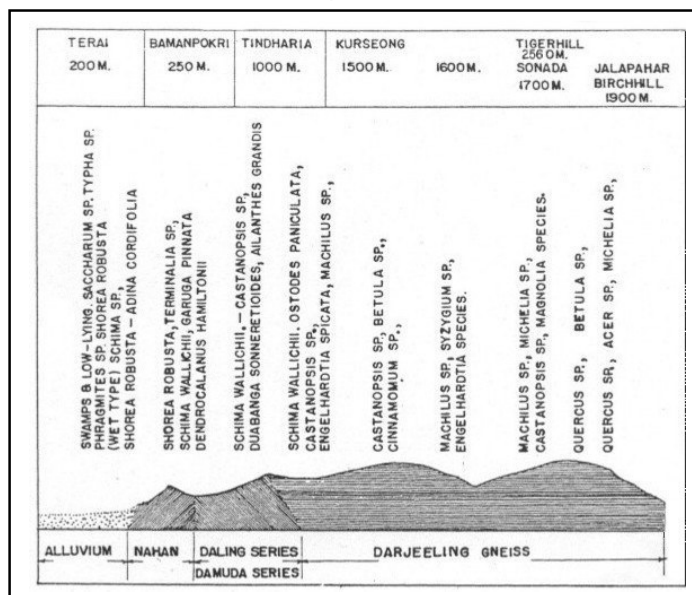 TERAI
200 M.
BAMANPOKRI
250 M.
TINDHARIA
1000 M.
KURSEONG
1500 M.
1600 M.
TIGERHILL
2560 M.
SONADA
1700 M.
JALAPAHAR
BIRCHHILL
1900 M.
SWAMPS & LOW-LYING. SACCHARUM SP. TYPHA SP.
PHRAGMITES SP. SHOREA ROBUSTA
(WET TYPE) SCHIMA SP.,
SHOREA ROBUSTA - ADINA CORDIFOLIA
SHOREA ROBUSTA, TERMINALIA SP.,
SCHIMA WALLICHII, GARUGA PINNATA
DENDROCALANUS HAMILTONII
SCHIMA WALLICHII, - CASTANOPSIS SP.,
DUABANGA SONNERETIOIDES, AILANTHES GRANDIS
SCHIMA WALLICHII. OSTODES PANICULATA,
CASTANOPSIS SP.,
ENGELHARDTIA SPICATA, MACHILUS SP.,
CASTANOPSIS SP., BETULA SP.,
CINNAMOMUM SP.,
MACHILUS SP., SYZYGIUM SP.,
ENGELHARDTIA SPECIES.
MACHILUS SP., MICHELIA SP.,
CASTANOPSIS SP., MAGNOLIA SPECIES.
QUERCUS SP., BETULA SP.,
QUERCUS SP., ACER SP., MICHELIA SP.,
ALLUVIUM
NAHAN
DALING SERIES
DAMUDA SERIES
DARJEELING GNEISS